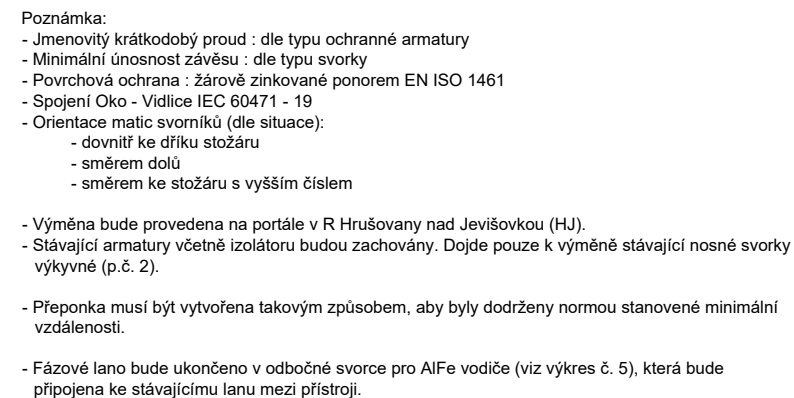 Poznámka:
- Jmenovitý krátkodobý proud : dle typu ochranné armatury
- Minimální únosnost závěsu : dle typu svorky
- Povrchová ochrana : žárově zinkované ponorem EN ISO 1461
- Spojení Oko - Vidlice IEC 60471 - 19
- Orientace matic svorníků (dle situace):
- dovnitř ke dříku stožáru
- směrem dolů
- směrem ke stožáru s vyšším číslem
- Výměna bude provedena na portále v R Hrušovany nad Jevišovkou (HJ).
- Stávající armatury včetně izolátoru budou zachovány. Dojde pouze k výměně stávající nosné svorky
výkyvné (p.č. 2).
- Přeponka musí být vytvořena takovým způsobem, aby byly dodrženy normou stanovené minimální
vzdálenosti.
- Fázové lano bude ukončeno v odbočné svorce pro AlFe vodiče (viz výkres č. 5), která bude
připojena ke stávajícímu lanu mezi přístroji.